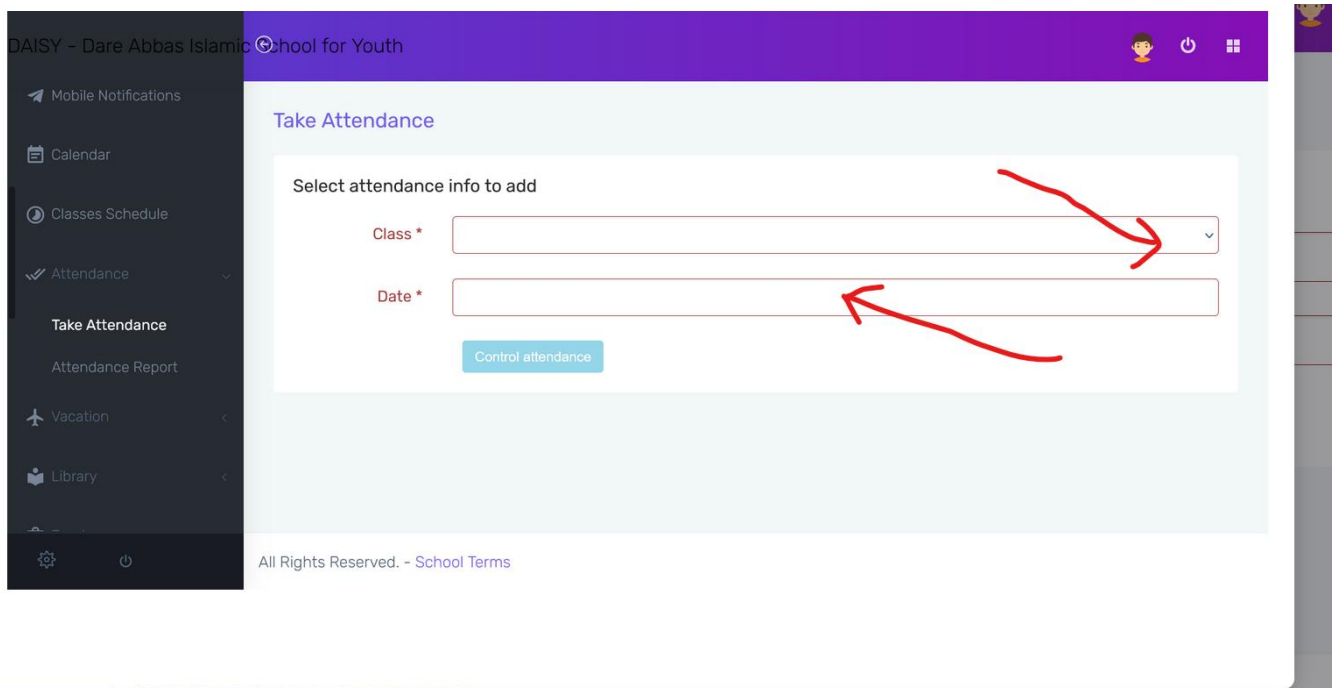 DAISY - Dare Abbas Islamic School for Youth
Mobile Notifications
Calendar
Classes Schedule
Attendance
Take Attendance
Attendance Report
Vacation
Library
Take Attendance
Select attendance info to add
Class *
Date *
Control attendance
All Rights Reserved. - School Terms